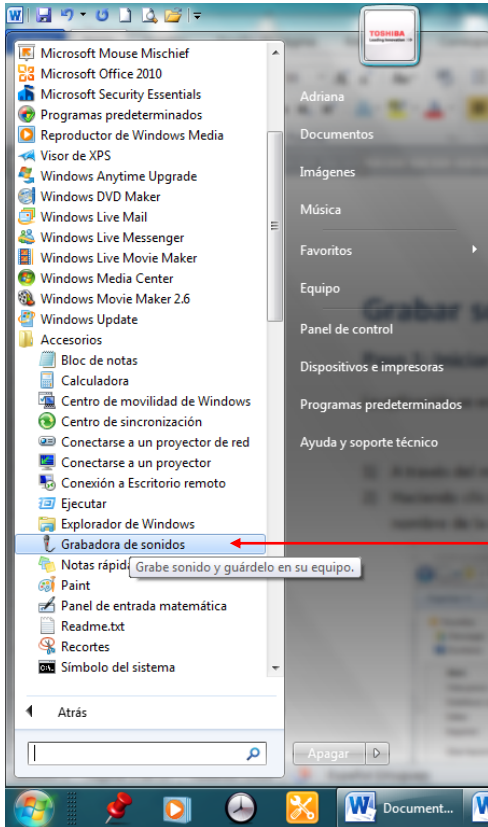 TOSHIBA
Leading Innovation
Microsoft Mouse Mischief
Microsoft Office 2010
Microsoft Security Essentials
Programas predeterminados
Reproductor de Windows Media
Visor de XPS
Windows Anytime Upgrade
Windows DVD Maker
Windows Live Mail
Windows Live Messenger
Windows Live Movie Maker
Windows Media Center
Windows Movie Maker 2.6
Windows Update
Accesorios
Bloc de notas
Calculadora
Centro de movilidad de Windows
Centro de sincronización
Conectarse a un proyector de red
Conectarse a un proyector
Conexión a Escritorio remoto
Ejecutar
Explorador de Windows
Grabadora de sonidos
Notas rápid
Grabe sonido y guárdelo en su equipo.
Paint
Panel de entrada matemática
Readme.txt
Recortes
Símbolo del sistema
Atrás
Adriana
Documentos
Imágenes
Música
Favoritos
Equipo
Panel de control
Dispositivos e impresoras
Programas predeterminados
Ayuda y soporte técnico
Grabar
Apagar
Document...